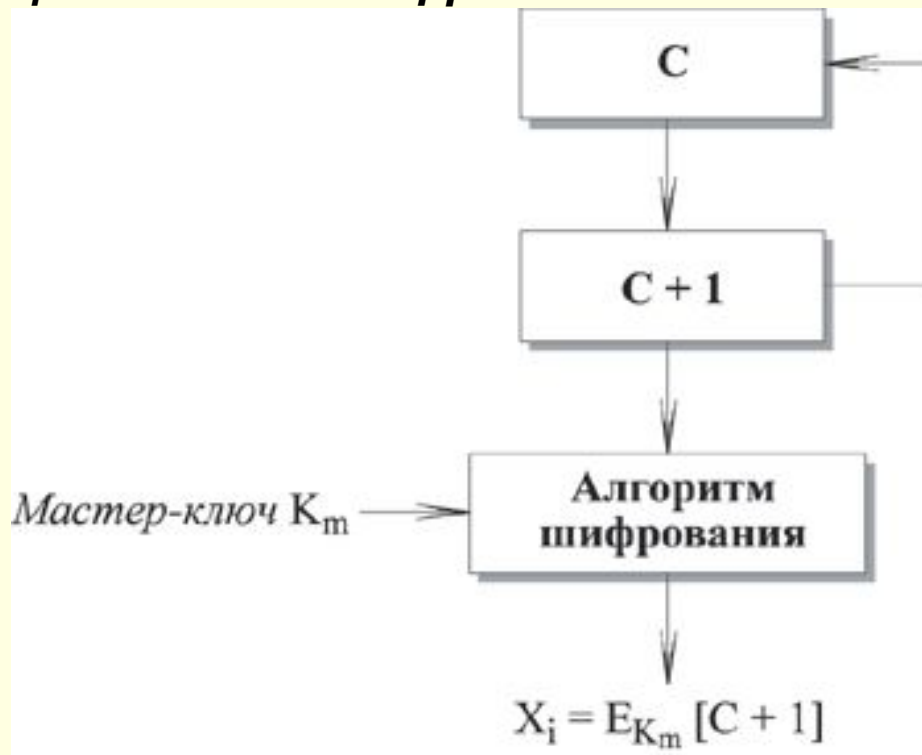 C
C + 1
Алгоритм
шифрования
Мастер-ключ Km
Xi = EKm [C + 1]